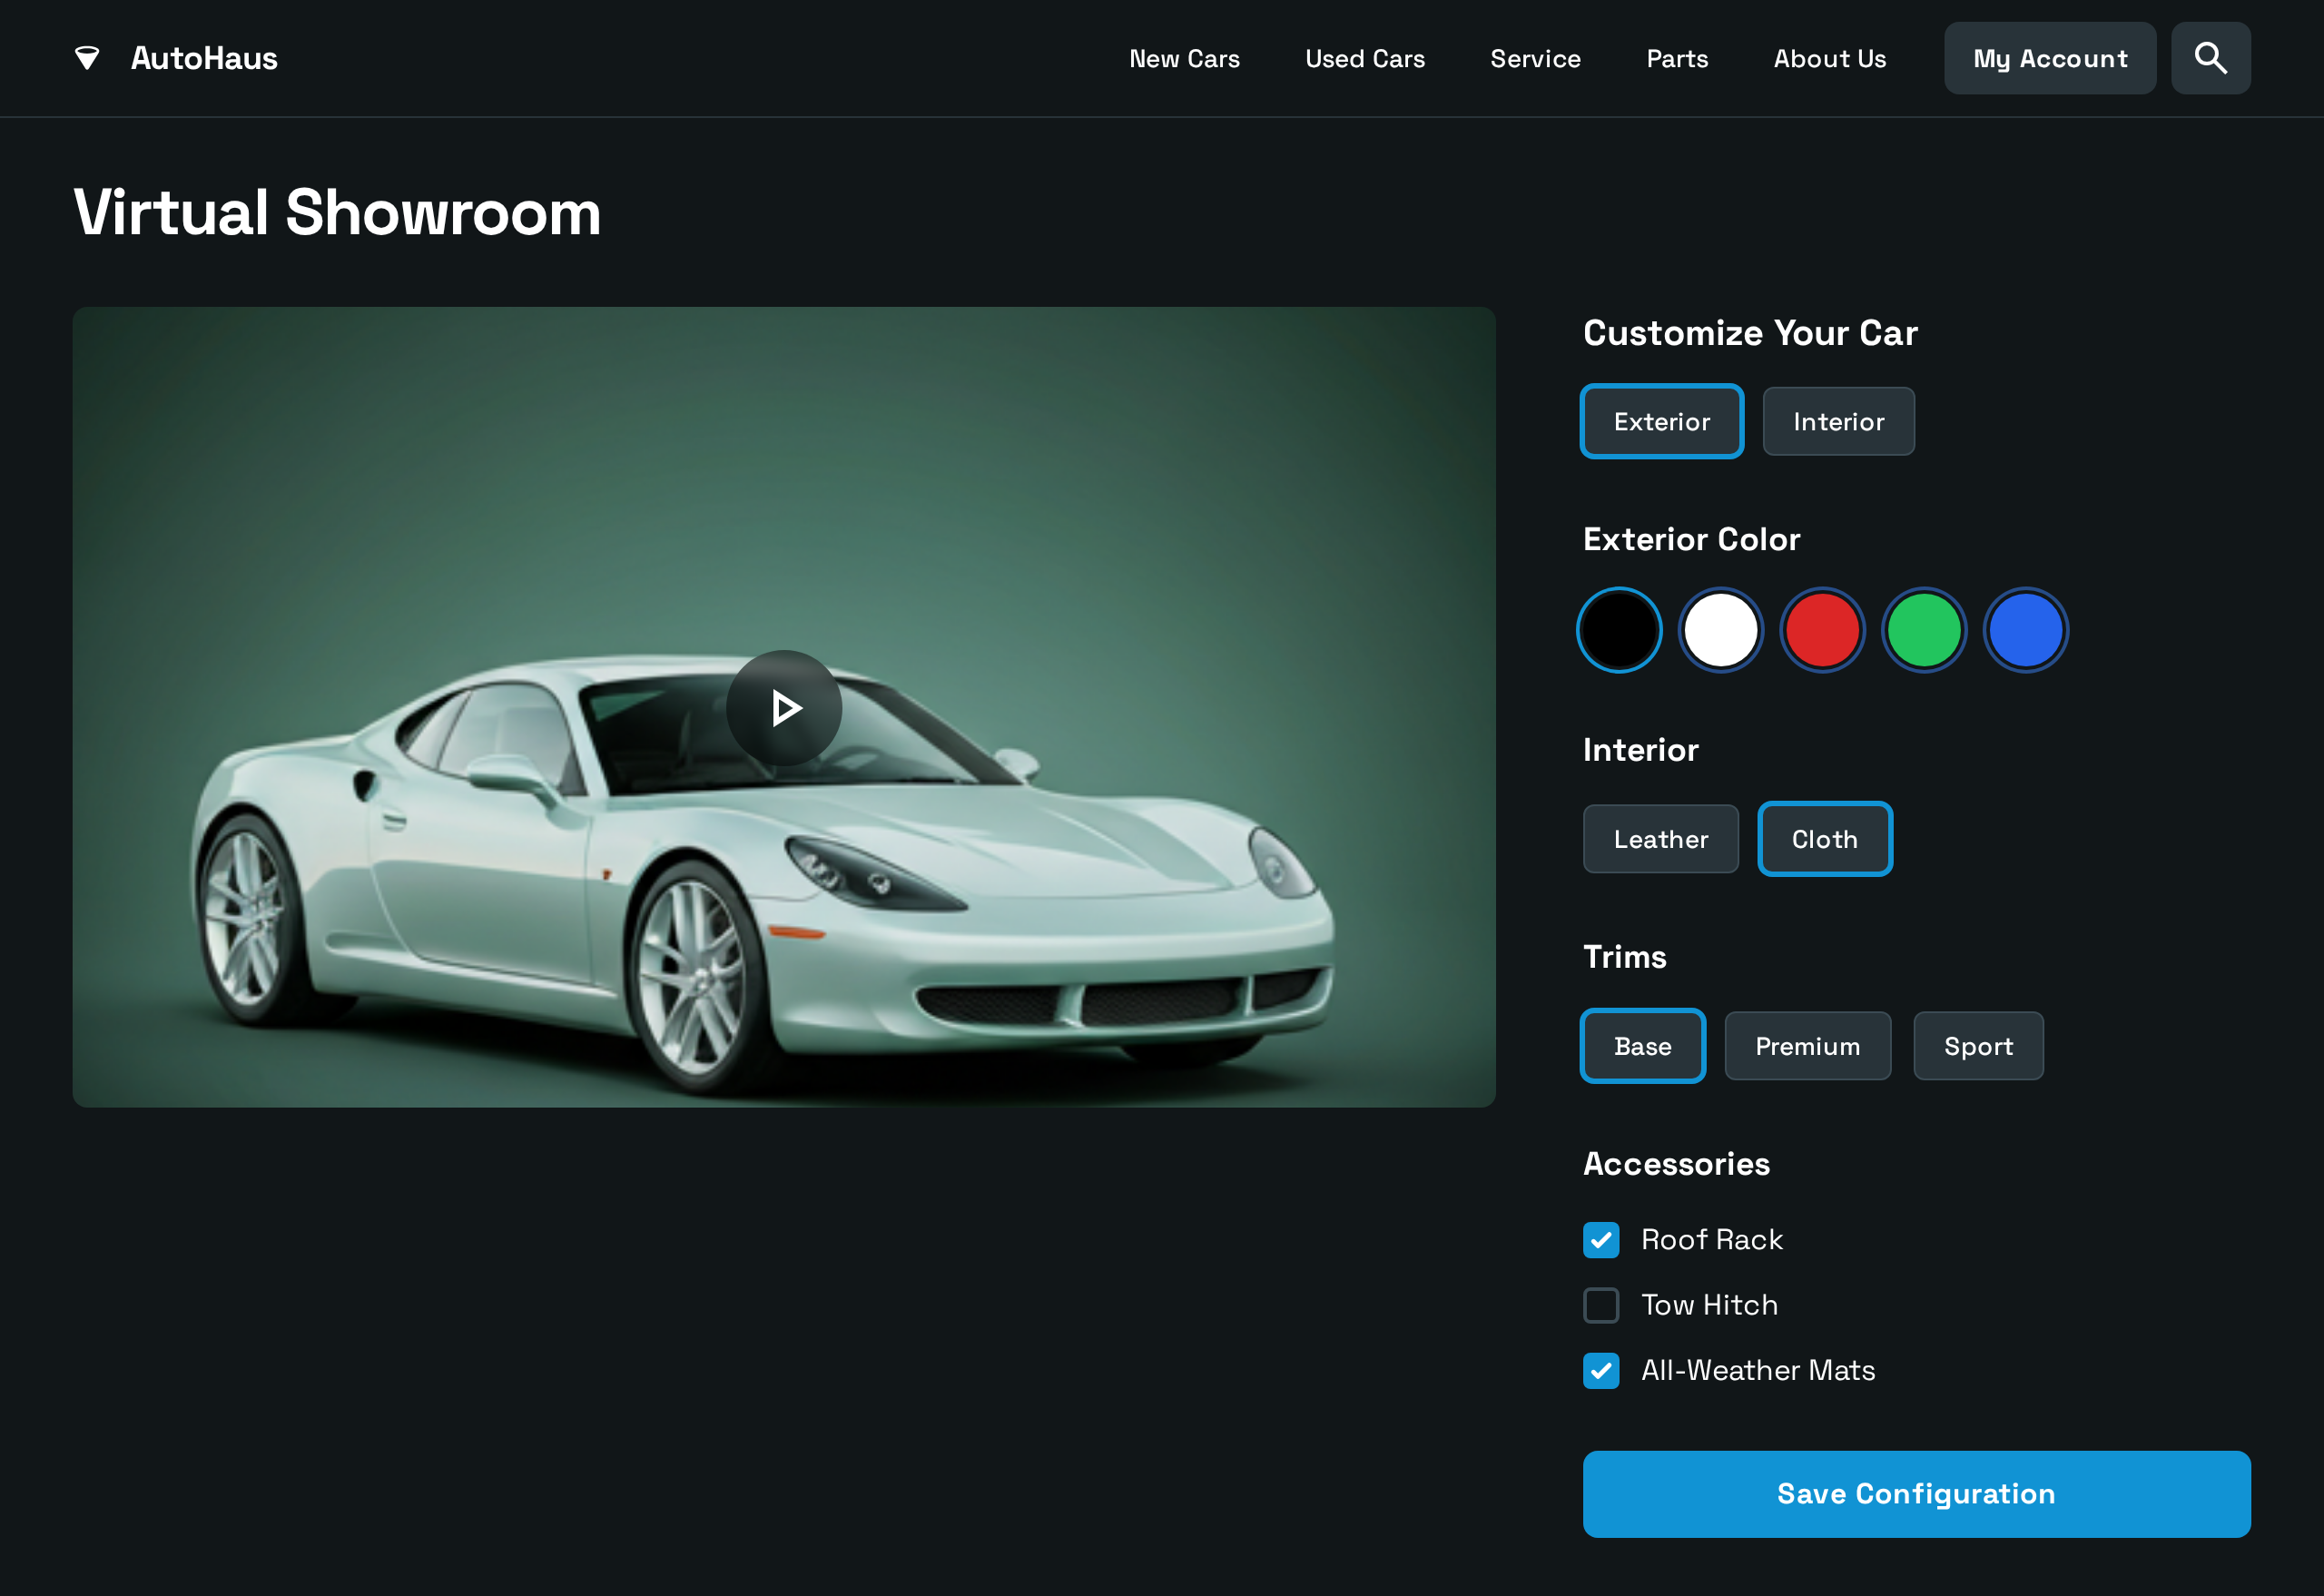 AutoHaus
New Cars
Used Cars
Service
Parts
About Us
My Account
Virtual Showroom
Customize Your Car
Exterior
Interior
Exterior Color
Interior
Leather
Cloth
Trims
Base
Premium
Sport
Accessories
Roof Rack
Tow Hitch
All-Weather Mats
Save Configuration